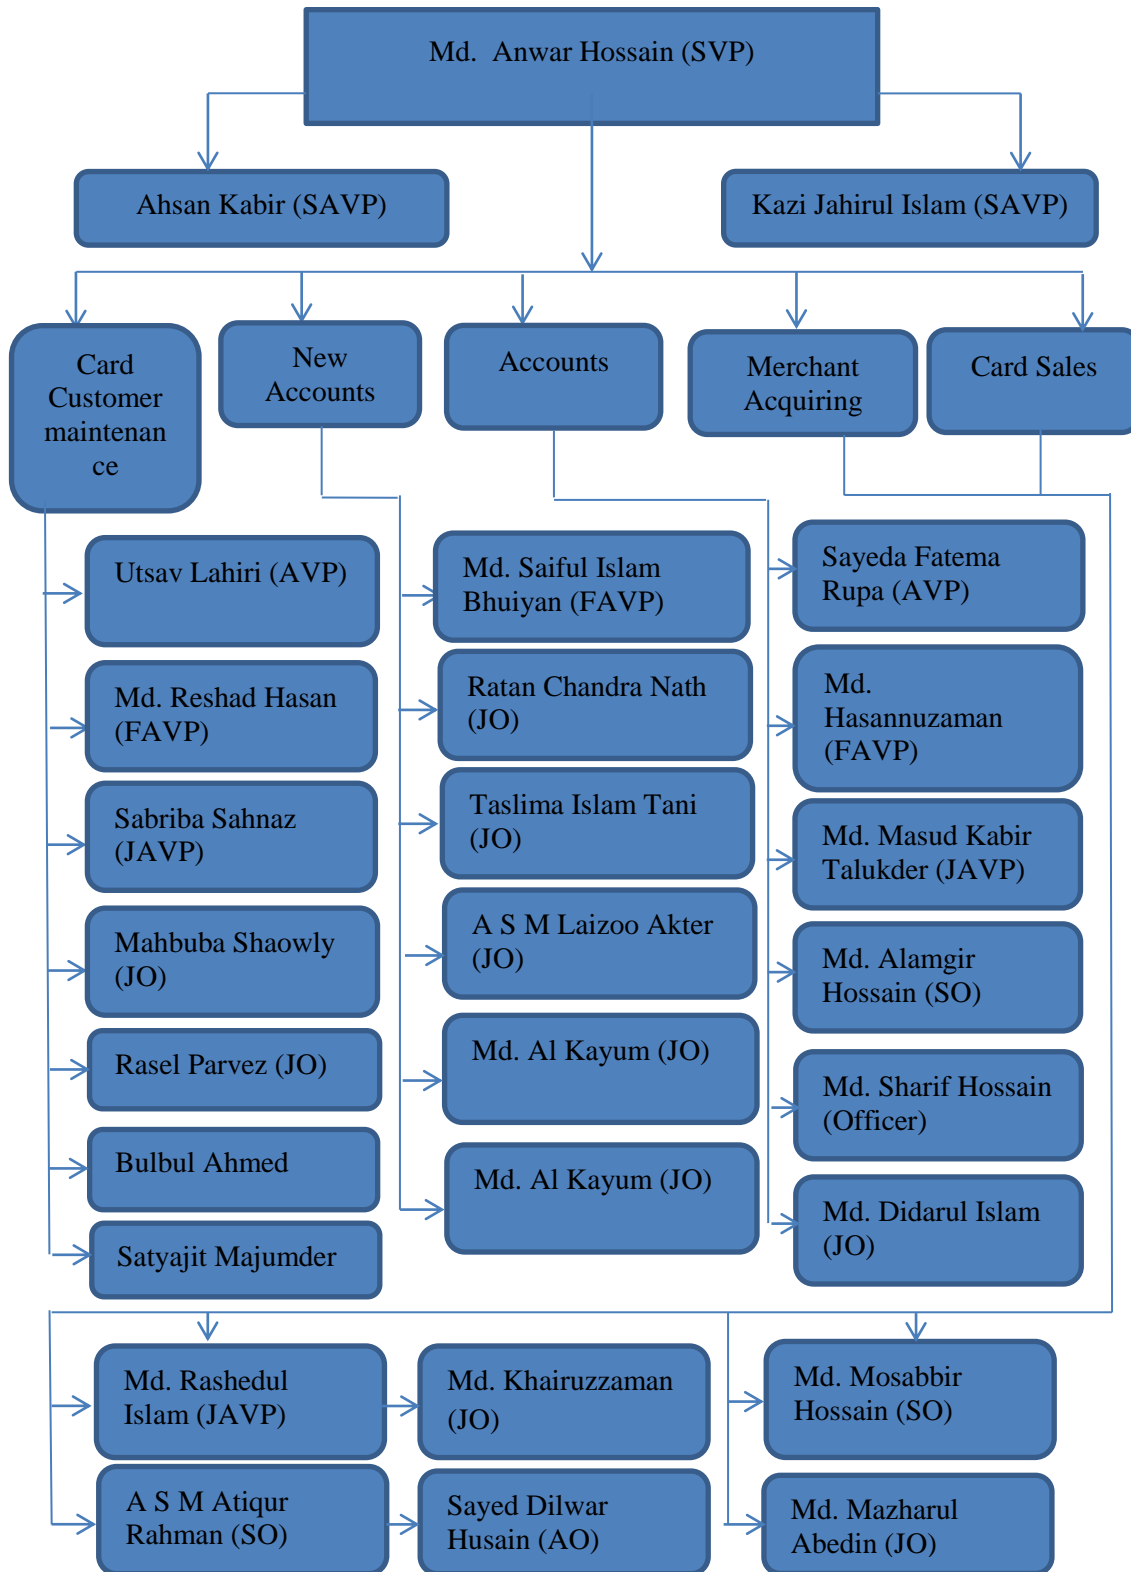 Md. Anwar Hossain (SVP)
Ahsan Kabir (SAVP)
Kazi Jahirul Islam (SAVP)
Card
Customer
maintenan
ce
New
Accounts
Accounts
Merchant
Acquiring
Card Sales
Utsav Lahiri (AVP)
Md. Reshad Hasan
(FAVP)
Sabriba Sahnaz
(JAVP)
Mahbuba Shaowly
(JO)
Rasel Parvez (JO)
Bulbul Ahmed
Satyajit Majumder
Md. Saiful Islam
Bhuiyan (FAVP)
Ratan Chandra Nath
(JO)
Taslima Islam Tani
(JO)
A S M Laizoo Akter
(JO)
Md. Al Kayum (JO)
Md. Al Kayum (JO)
Sayeda Fatema
Rupa (AVP)
Md.
Hasannuzaman
(FAVP)
Md. Masud Kabir
Talukder (JAVP)
Md. Alamgir
Hossain (SO)
Md. Sharif Hossain
(Officer)
Md. Didarul Islam
(JO)
Md. Rashedul
Islam (JAVP)
Md. Khairuzzaman
(JO)
Md. Mosabbir
Hossain (SO)
A S M Atiqur
Rahman (SO)
Sayed Dilwar
Husain (AO)
Md. Mazharul
Abedin (JO)